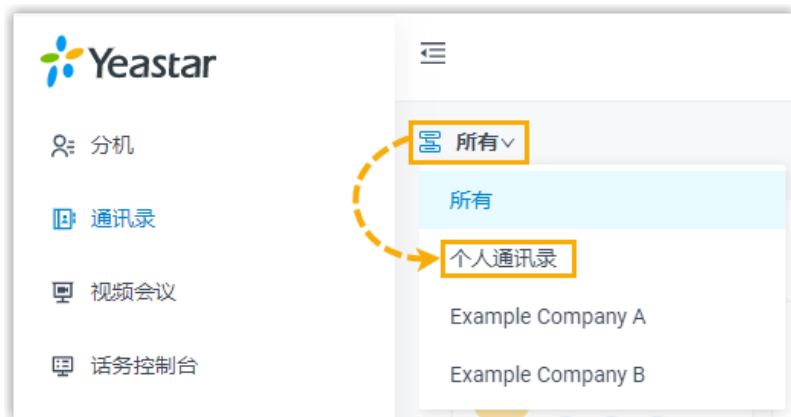 Yeastar
分机
通讯录
视频会议
话务控制台
所有
所有
个人通讯录
Example Company A
Example Company B